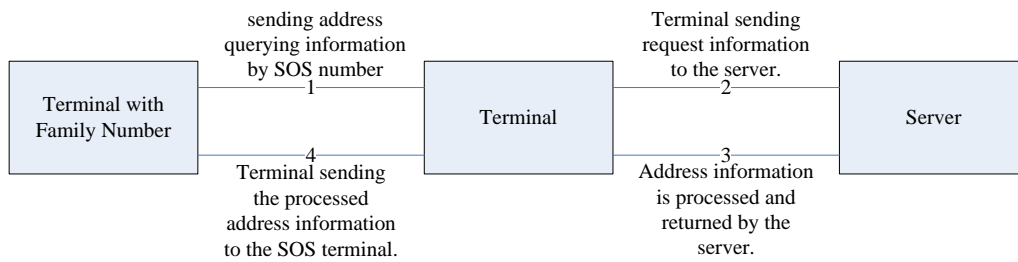 sending address
querying information
by SOS number
Terminal sending
request information
to the server.
Terminal with
Family Number
1
Terminal
2
Server
4
3
Terminal sending
the processed
address information
to the SOS terminal.
Address information
is processed and
returned by the
server.